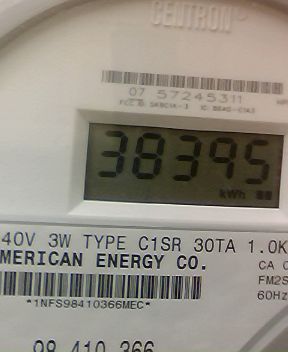 CENTRON®
07 57245311
38395
kWh
40V 3W TYPE C1SR 30TA 1.0K
MERICAN ENERGY CO.
CA 0
FM2S
60Hz
*1NFS98410366MEC*
98 410 366